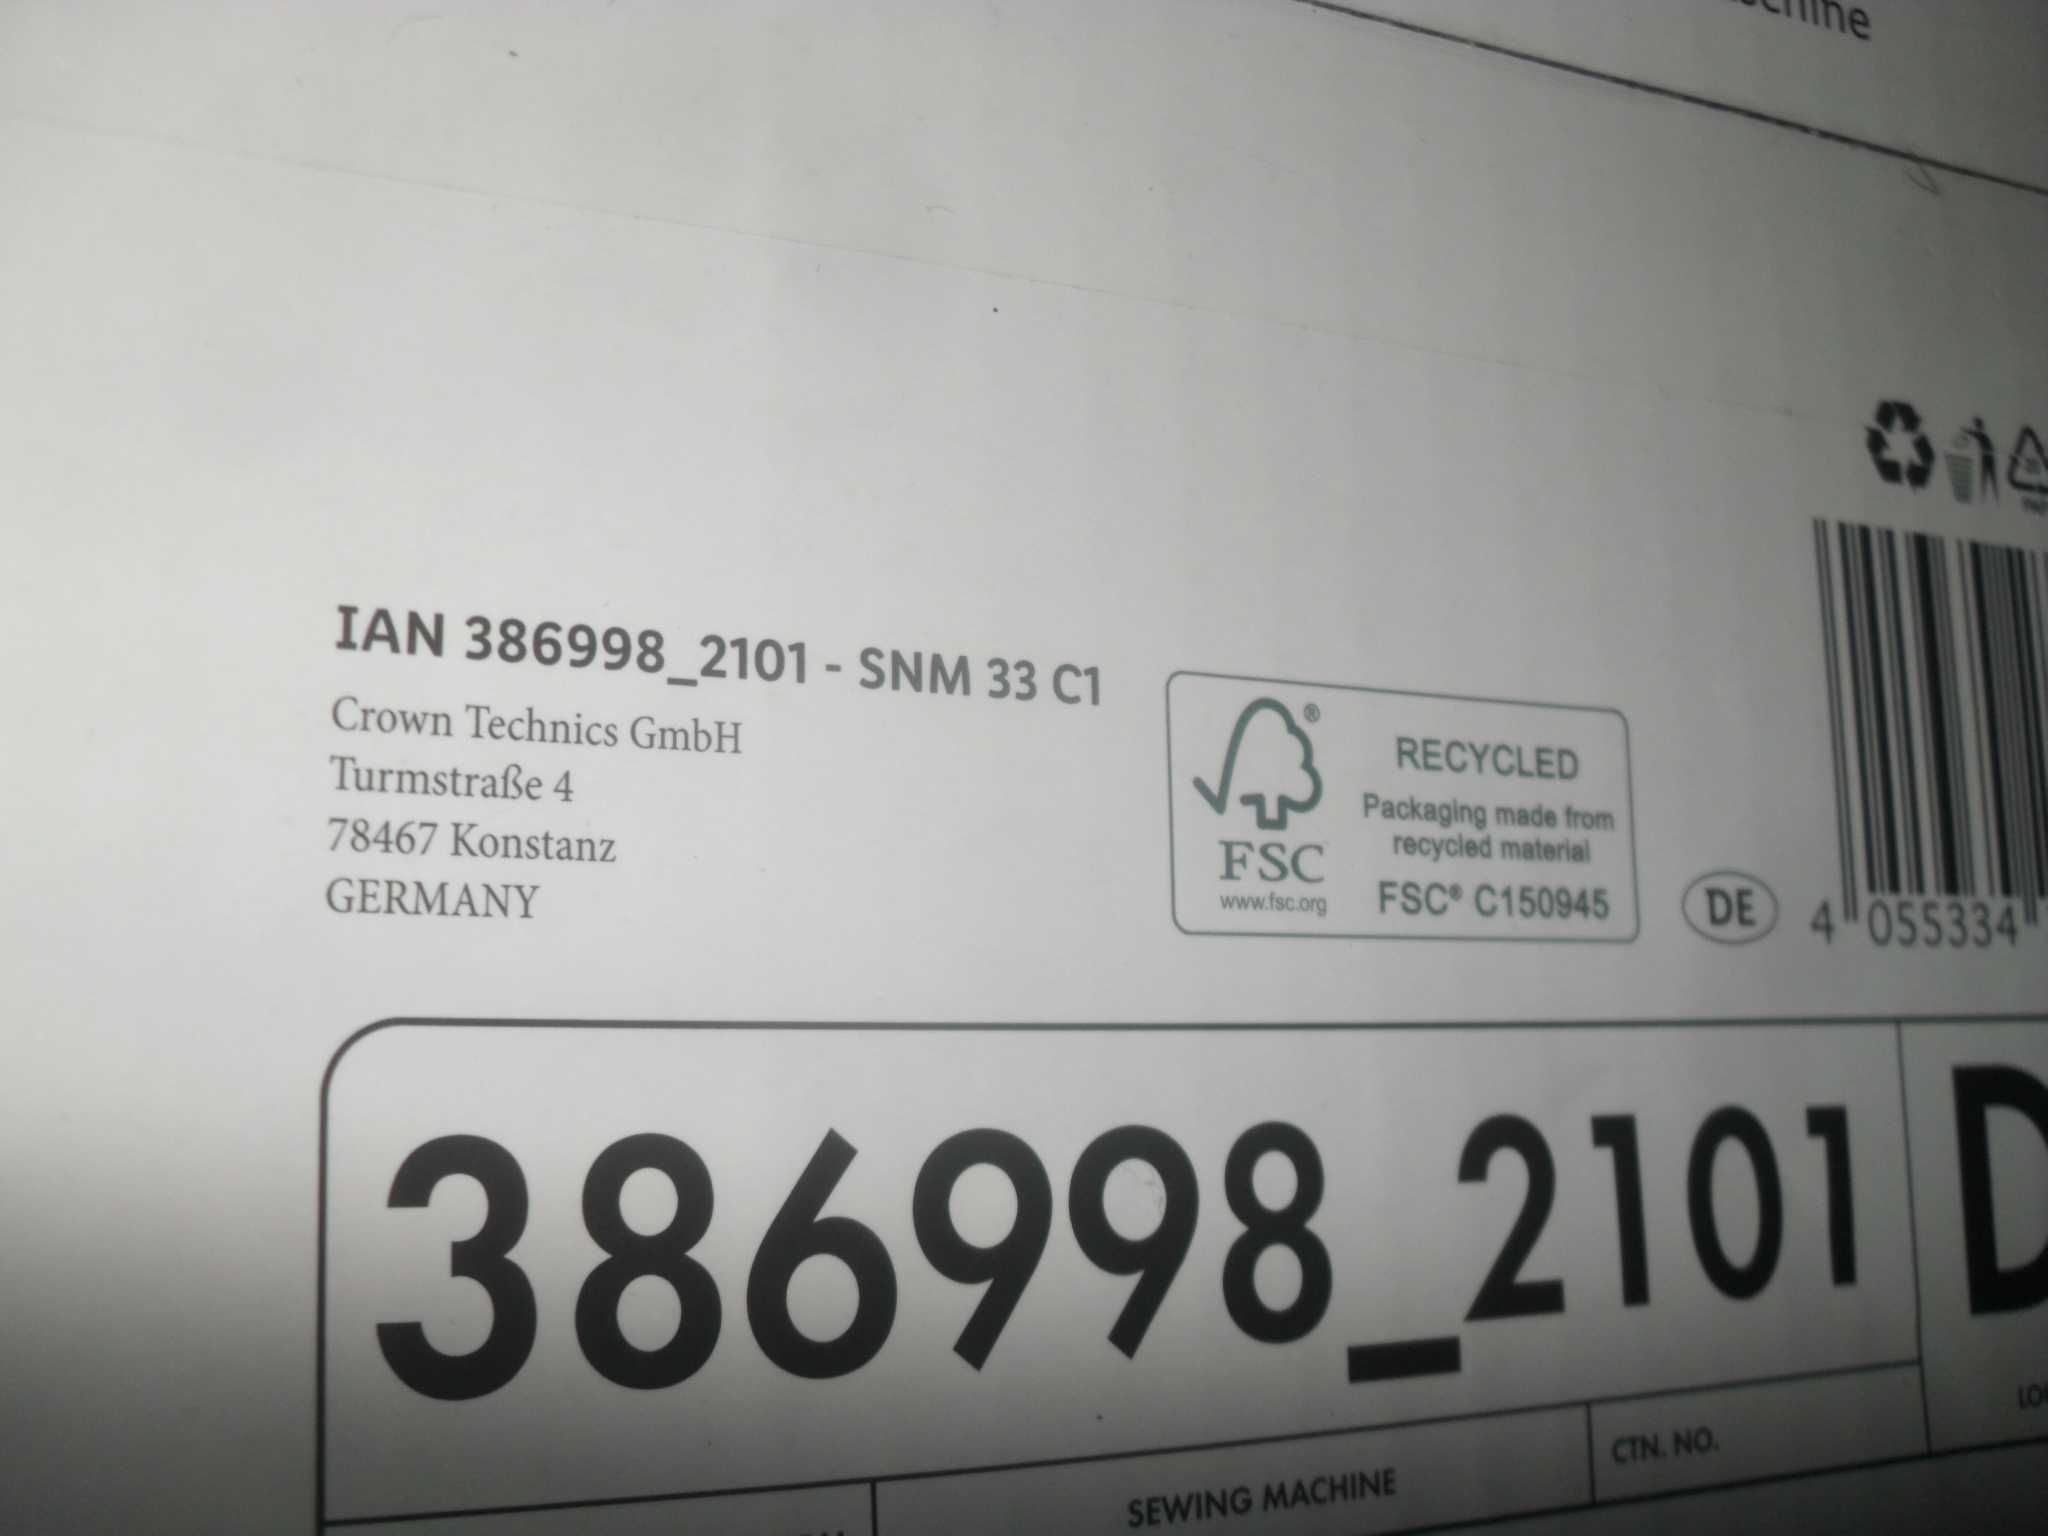 IAN 386998_2101 - SNM 33 C1
Crown Technics GmbH
Turmstraße 4
78467 Konstanz
GERMANY
RECYCLED
Packaging made from
recycled material
FSC® C150945
FSC
www.fsc.org
DE
4 055334
386998_2101
D
SEWING MACHINE
CTN. NO.